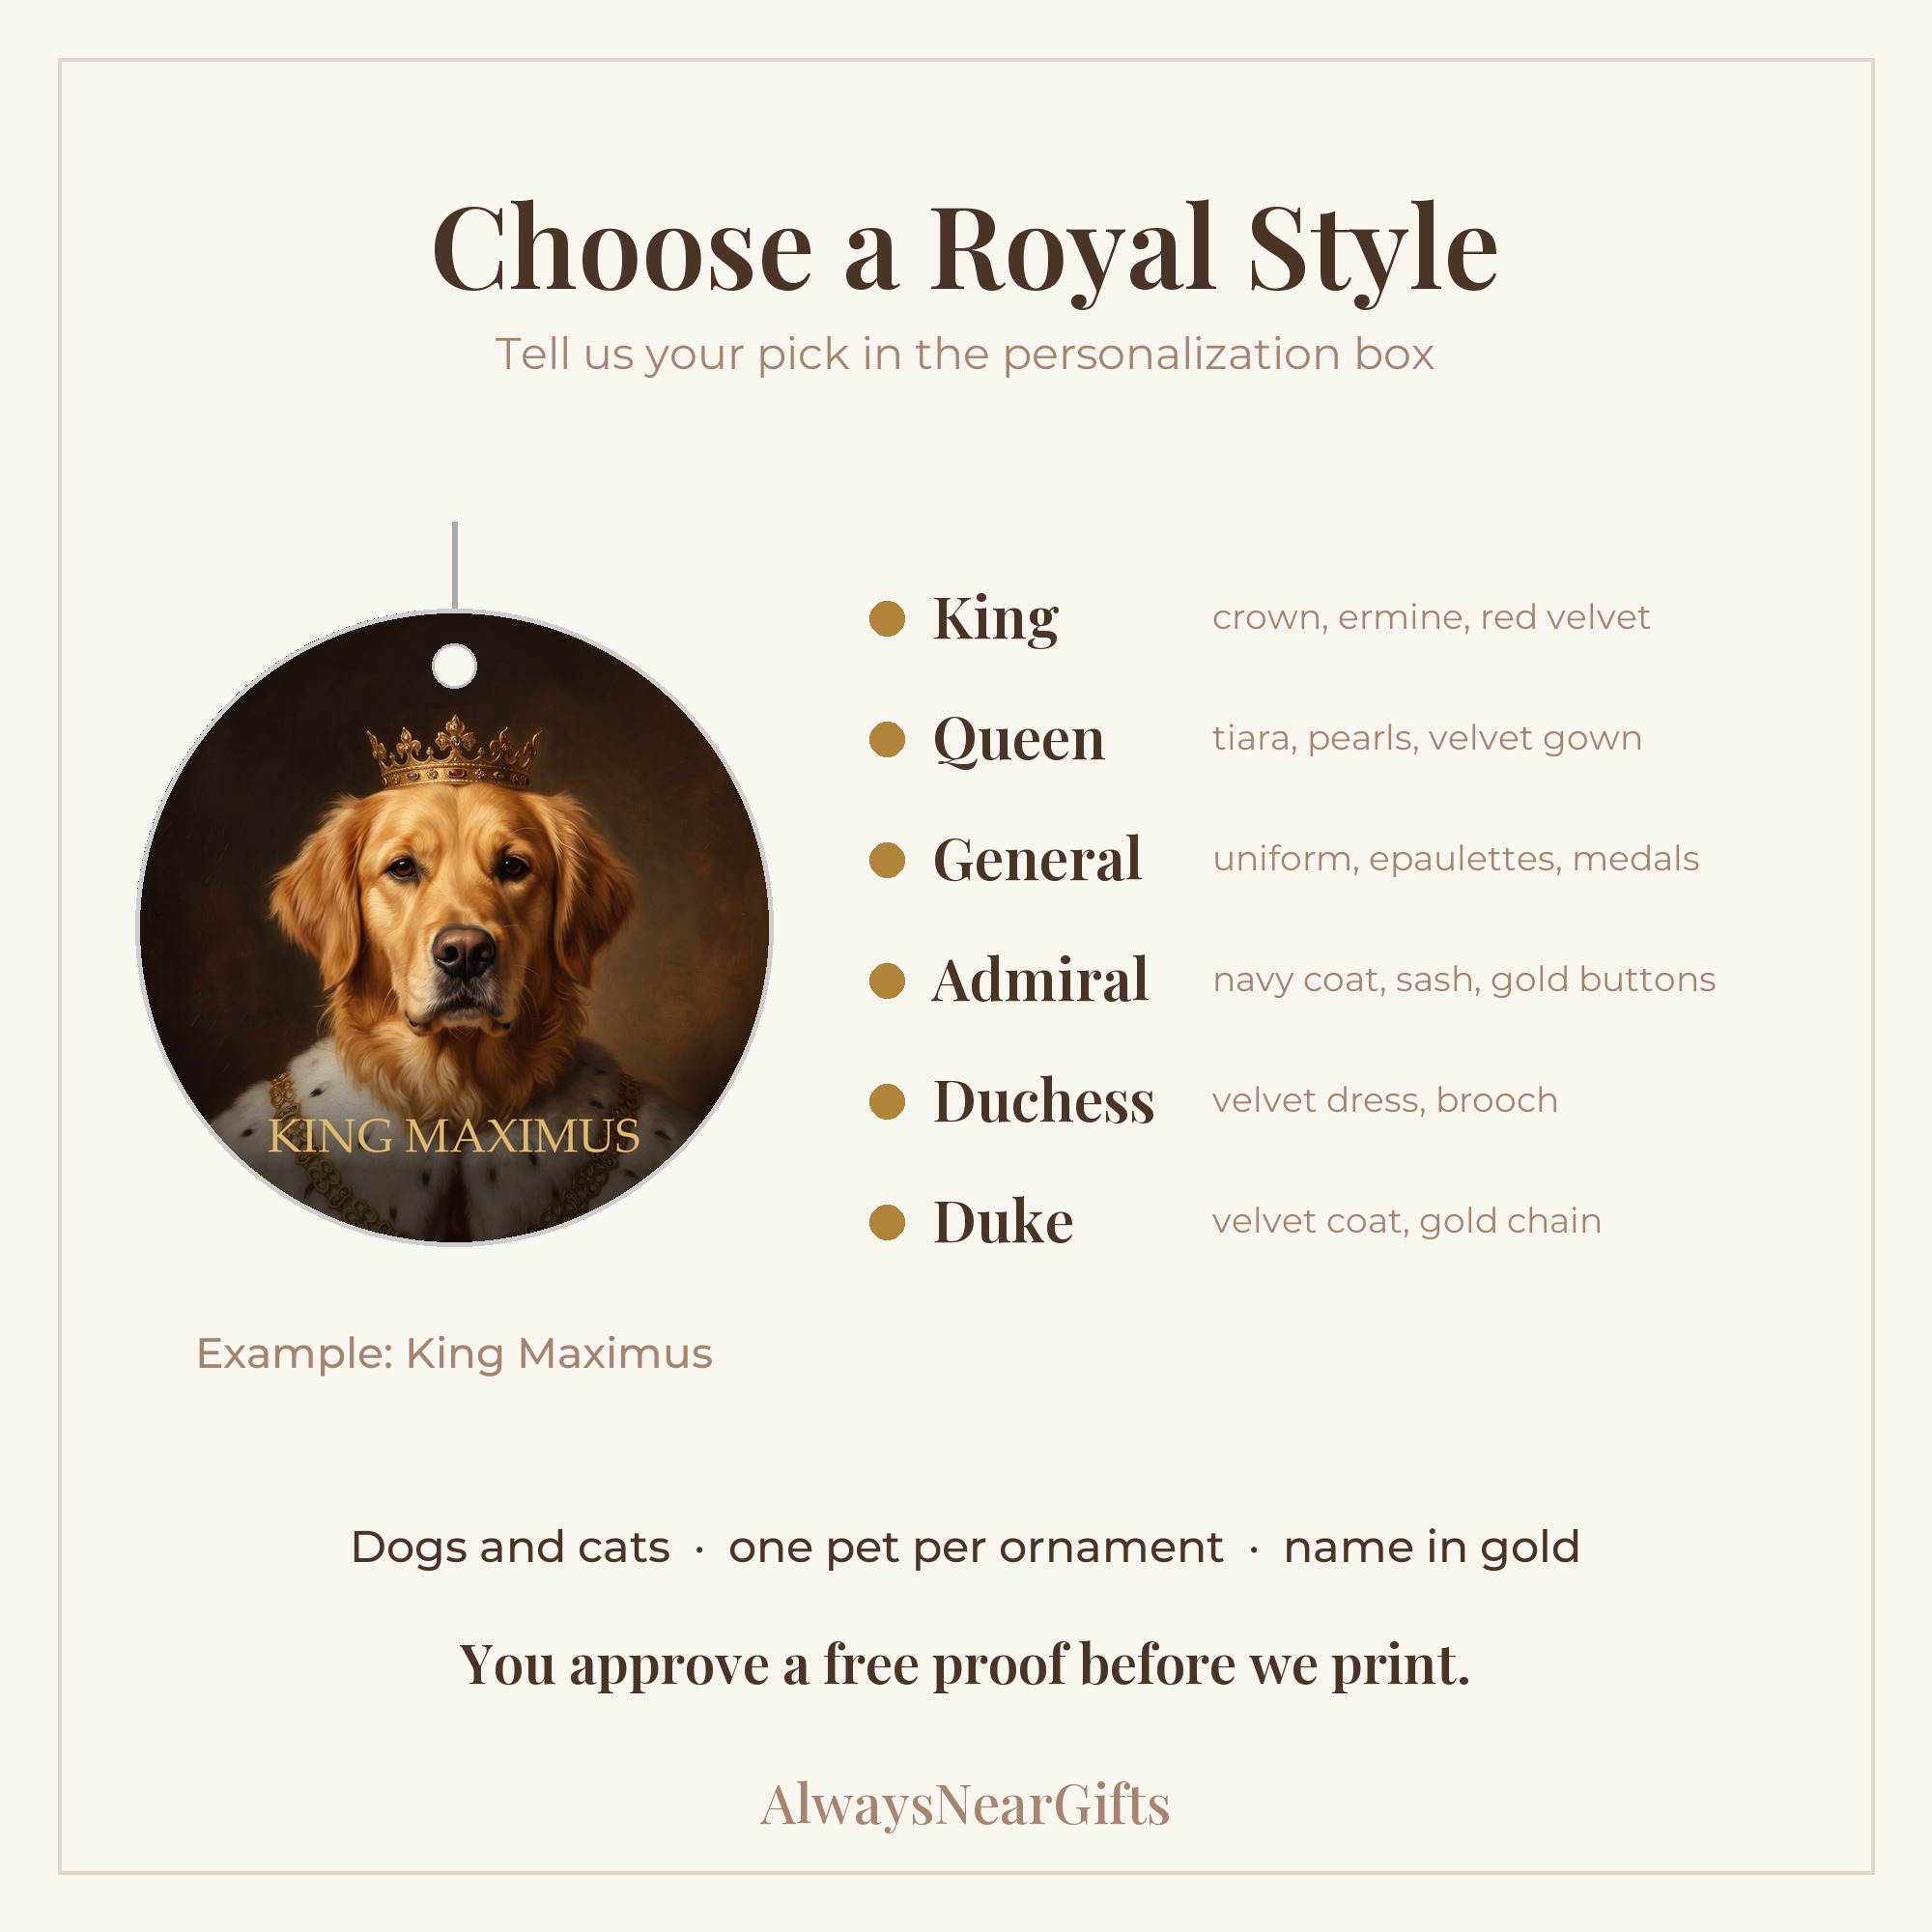 Choose a Royal Style
Tell us your pick in the personalization box
KING MAXIMUS
Example: King Maximus
King crown, ermine, red velvet
Queen tiara, pearls, velvet gown
General uniform, epaulettes, medals
Admiral navy coat, sash, gold buttons
Duchess velvet dress, brooch
Duke velvet coat, gold chain
Dogs and cats · one pet per ornament · name in gold
You approve a free proof before we print.
AlwaysNearGifts